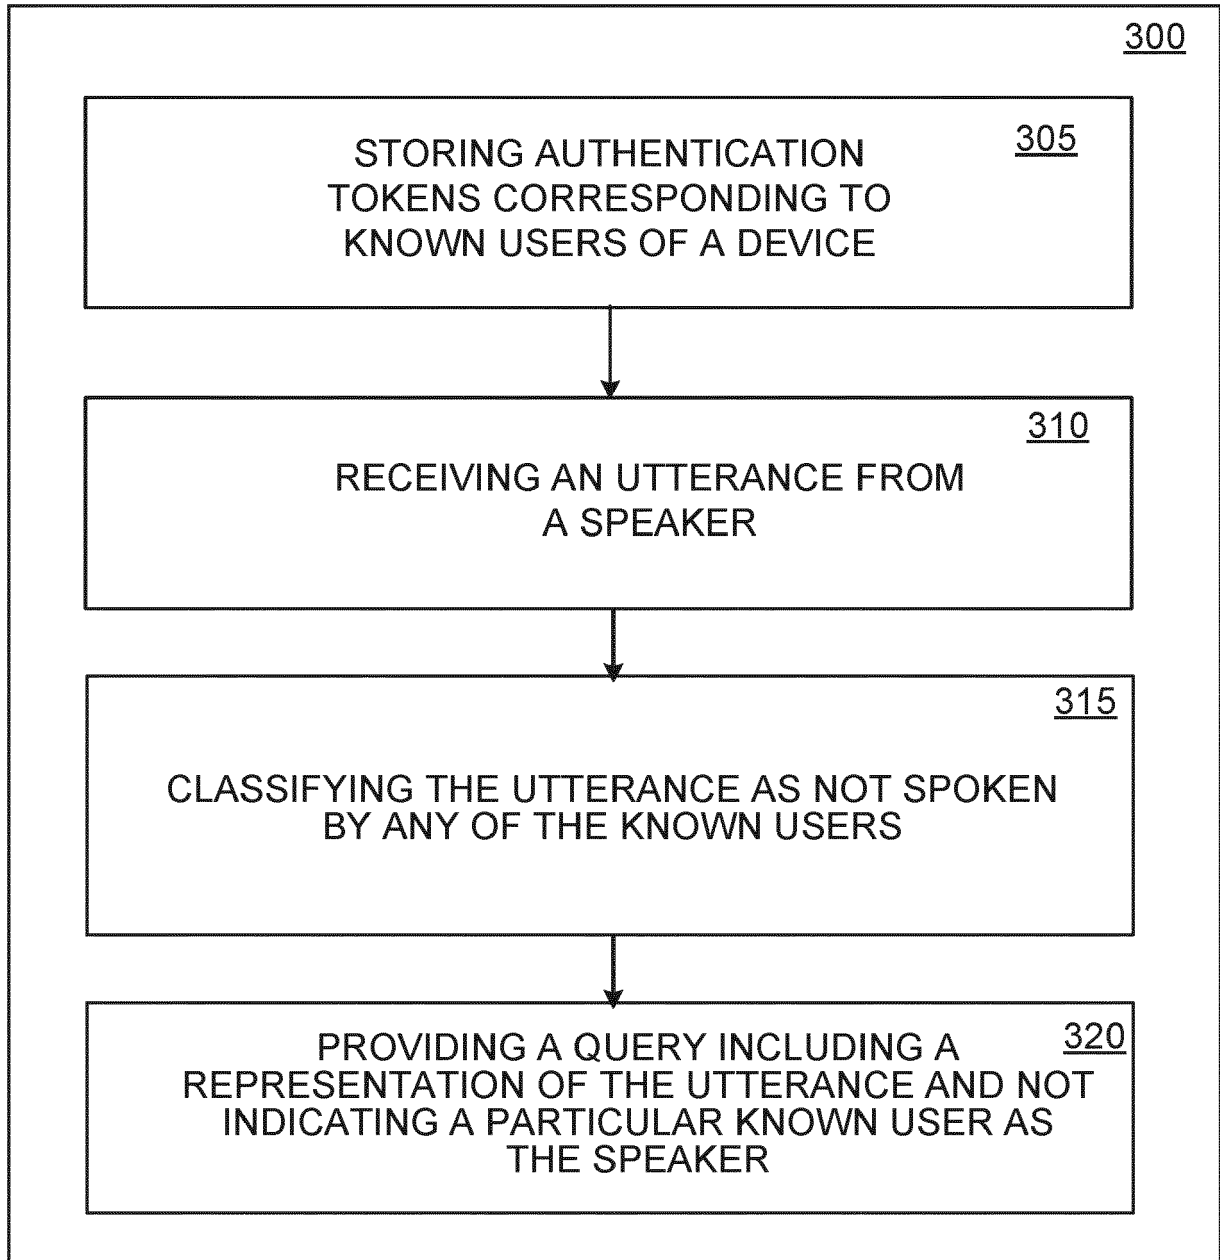 300
305
STORING AUTHENTICATION
TOKENS CORRESPONDING TO
KNOWN USERS OF A DEVICE
310
RECEIVING AN UTTERANCE FROM
A SPEAKER
315
CLASSIFYING THE UTTERANCE AS NOT SPOKEN
BY ANY OF THE KNOWN USERS
320
PROVIDING A QUERY INCLUDING A
REPRESENTATION OF THE UTTERANCE AND NOT
INDICATING A PARTICULAR KNOWN USER AS
THE SPEAKER